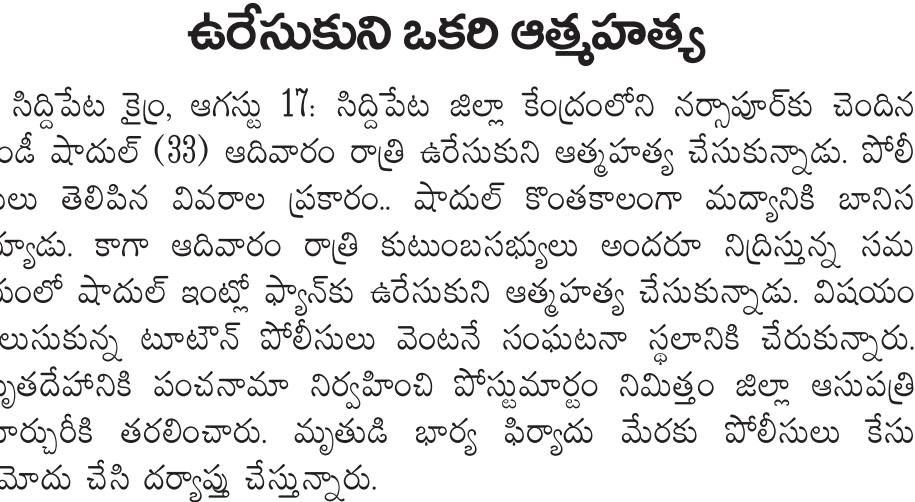 ఉరేసుకుని ఒకరి ఆత్మహత్య
సిద్దిపేట క్రైం, ఆగస్టు 17: సిద్దిపేట జిల్లా కేంద్రంలోని నర్సాపూర్‌కు చెందిన
షాదుల్ (33) ఆదివారం రాత్రి ఉరేసుకుని ఆత్మహత్య చేసుకున్నాడు. పోలీ
తెలిపిన వివరాల ప్రకారం.. షాదుల్ కొంతకాలంగా మద్యానికి బానిస
కాగా ఆదివారం రాత్రి కుటుంబసభ్యులు అందరూ నిద్రిస్తున్న సమ
షాదుల్ ఇంట్లో ఫ్యాన్‌కు ఉరేసుకుని ఆత్మహత్య చేసుకున్నాడు. విషయం
లుసుకున్న టూటౌన్ పోలీసులు వెంటనే సంఘటనా స్థలానికి చేరుకున్నారు.
పంచనామా నిర్వహించి పోస్టుమార్టం నిమిత్తం జిల్లా ఆసుపత్రి
తరలించారు. మృతుడి భార్య ఫిర్యాదు మేరకు పోలీసులు కేసు
మోదు చేసి దర్యాప్తు చేస్తున్నారు.